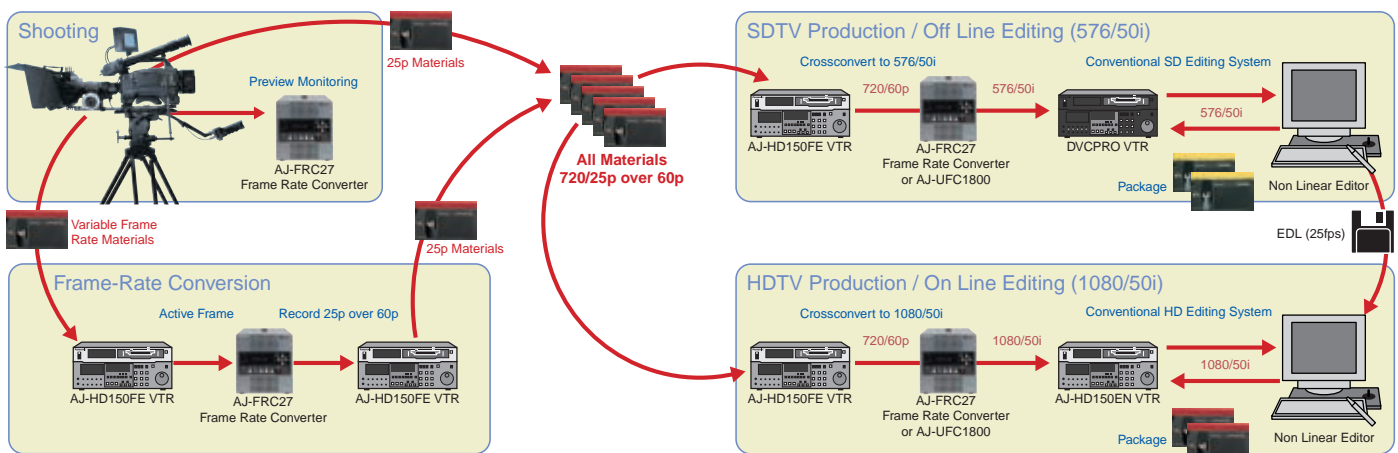 Shooting
Preview Monitoring
AJ-FRC27
Frame Rate Converter
25p Materials
Variable Frame
Rate Materials
25p Materials
All Materials
720/25p over 60p
Frame-Rate Conversion
Active Frame
Record 25p over 60p
AJ-HD150FE VTR
AJ-FRC27
Frame Rate Converter
AJ-HD150FE VTR
SDTV Production / Off Line Editing (576/50i)
Crossconvert to 576/50i
Conventional SD Editing System
720/60p
576/50i
576/50i
AJ-HD150FE VTR
AJ-FRC27
Frame Rate Converter
or AJ-UFC1800
DVCPRO VTR
Package
Non Linear Editor
EDL (25fps)
HDTV Production / On Line Editing (1080/50i)
Crossconvert to 1080/50i
Conventional HD Editing System
720/60p
1080/50i
1080/50i
AJ-HD150FE VTR
AJ-FRC27
Frame Rate Converter
or AJ-UFC1800
AJ-HD150EN VTR
Package
Non Linear Editor